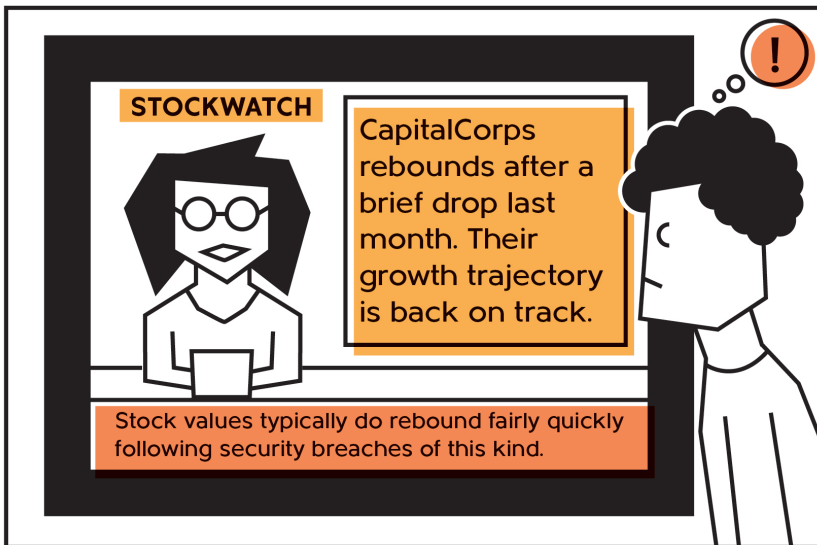 !
STOCKWATCH
CapitalCorps
rebounds after a
brief drop last
month. Their
growth trajectory
is back on track.
Stock values typically do rebound fairly quickly
following security breaches of this kind.